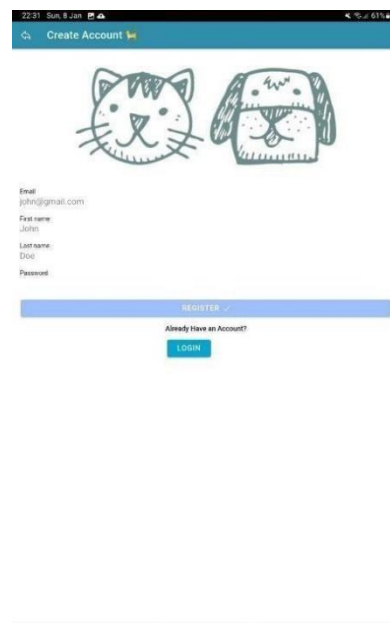 22:31 Sun, 8 Jan 61%
Create Account
Email
john@gmail.com
First name
John
Last name
Doe
Password
REGISTER
Already Have an Account?
LOGIN